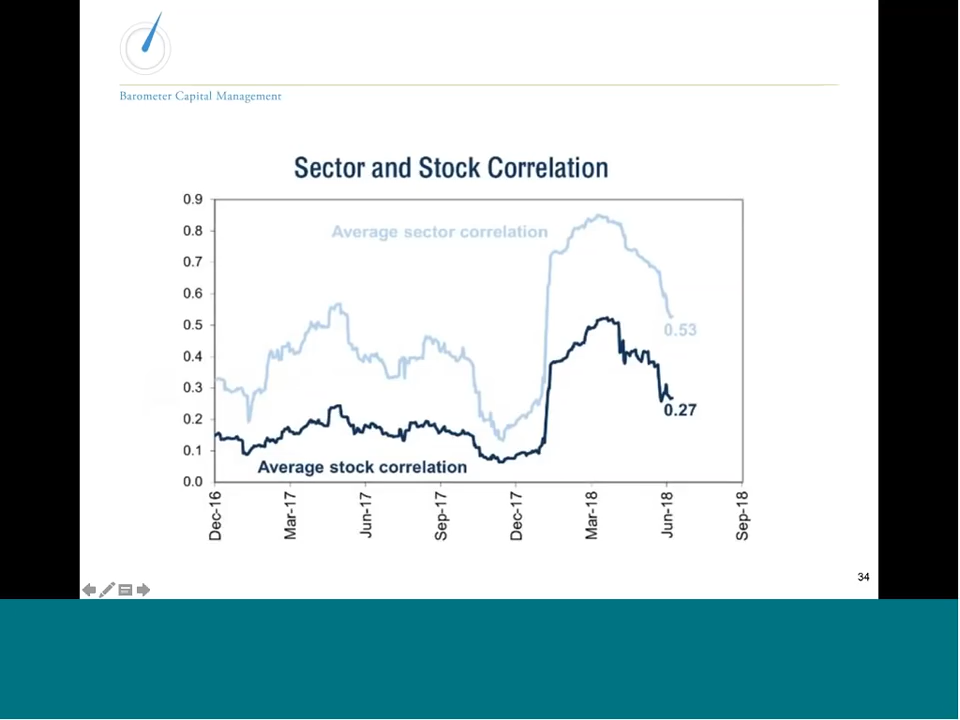 Barometer Capital Management
Sector and Stock Correlation
0.9
Average sector correlation
0.8
0.7
0.6
0.5
0.53
0.4
0.3
0.27
0.2
0.1
Average stock correlation
0.0
Dec-16
Mar-17
Jun-17
Sep-17
Dec-17
Mar-18
Jun-18
Sep-18
34